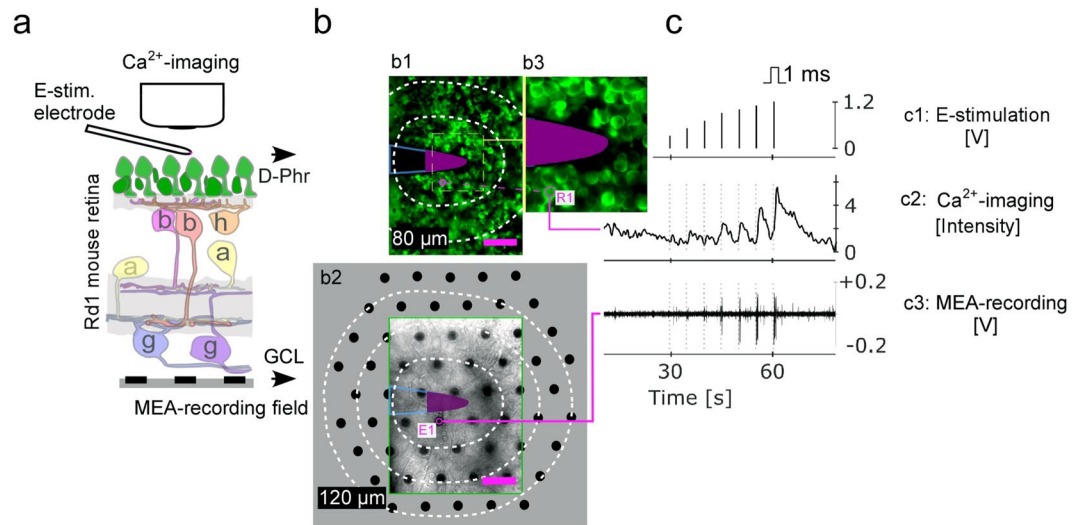 a
Ca2+-imaging
E-stim.
electrode
D-Phr
Rd1 mouse retina
b
b
h
a
a
g
g
GCL
MEA-recording field
b
b1
b3
R1
80 µm
b2
E1
120 µm
c
1 ms
1.2
0
c1: E-stimulation
[V]
4
2
0
c2: Ca2+-imaging
[Intensity]
+0.2
-0.2
c3: MEA-recording
[V]
30
60
Time [s]